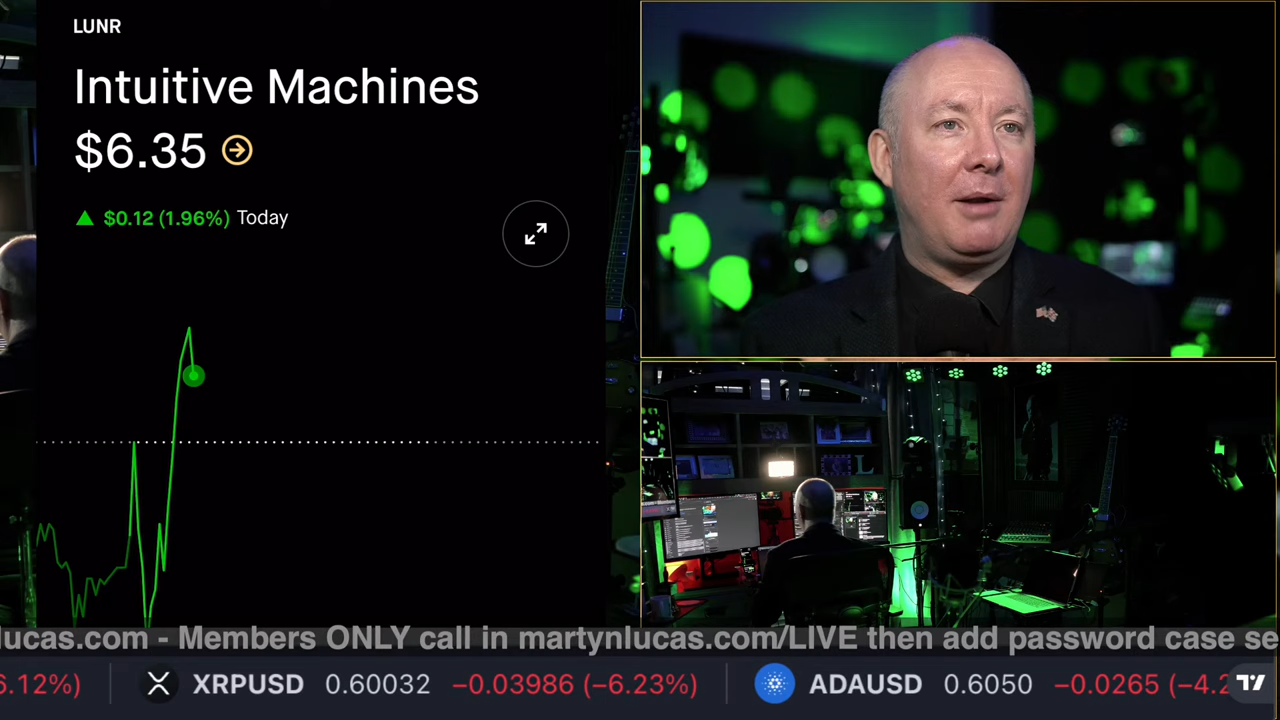 LUNR
Intuitive Machines
$6.35
$0.12 (1.96%) Today
L
lucas.com - Members ONLY call in martynlucas.com/LIVE then add password case se
6.12%) XRPUSD 0.60032 −0.03986 (−6.23%) ADAUSD 0.6050 −0.0265 (−4.2